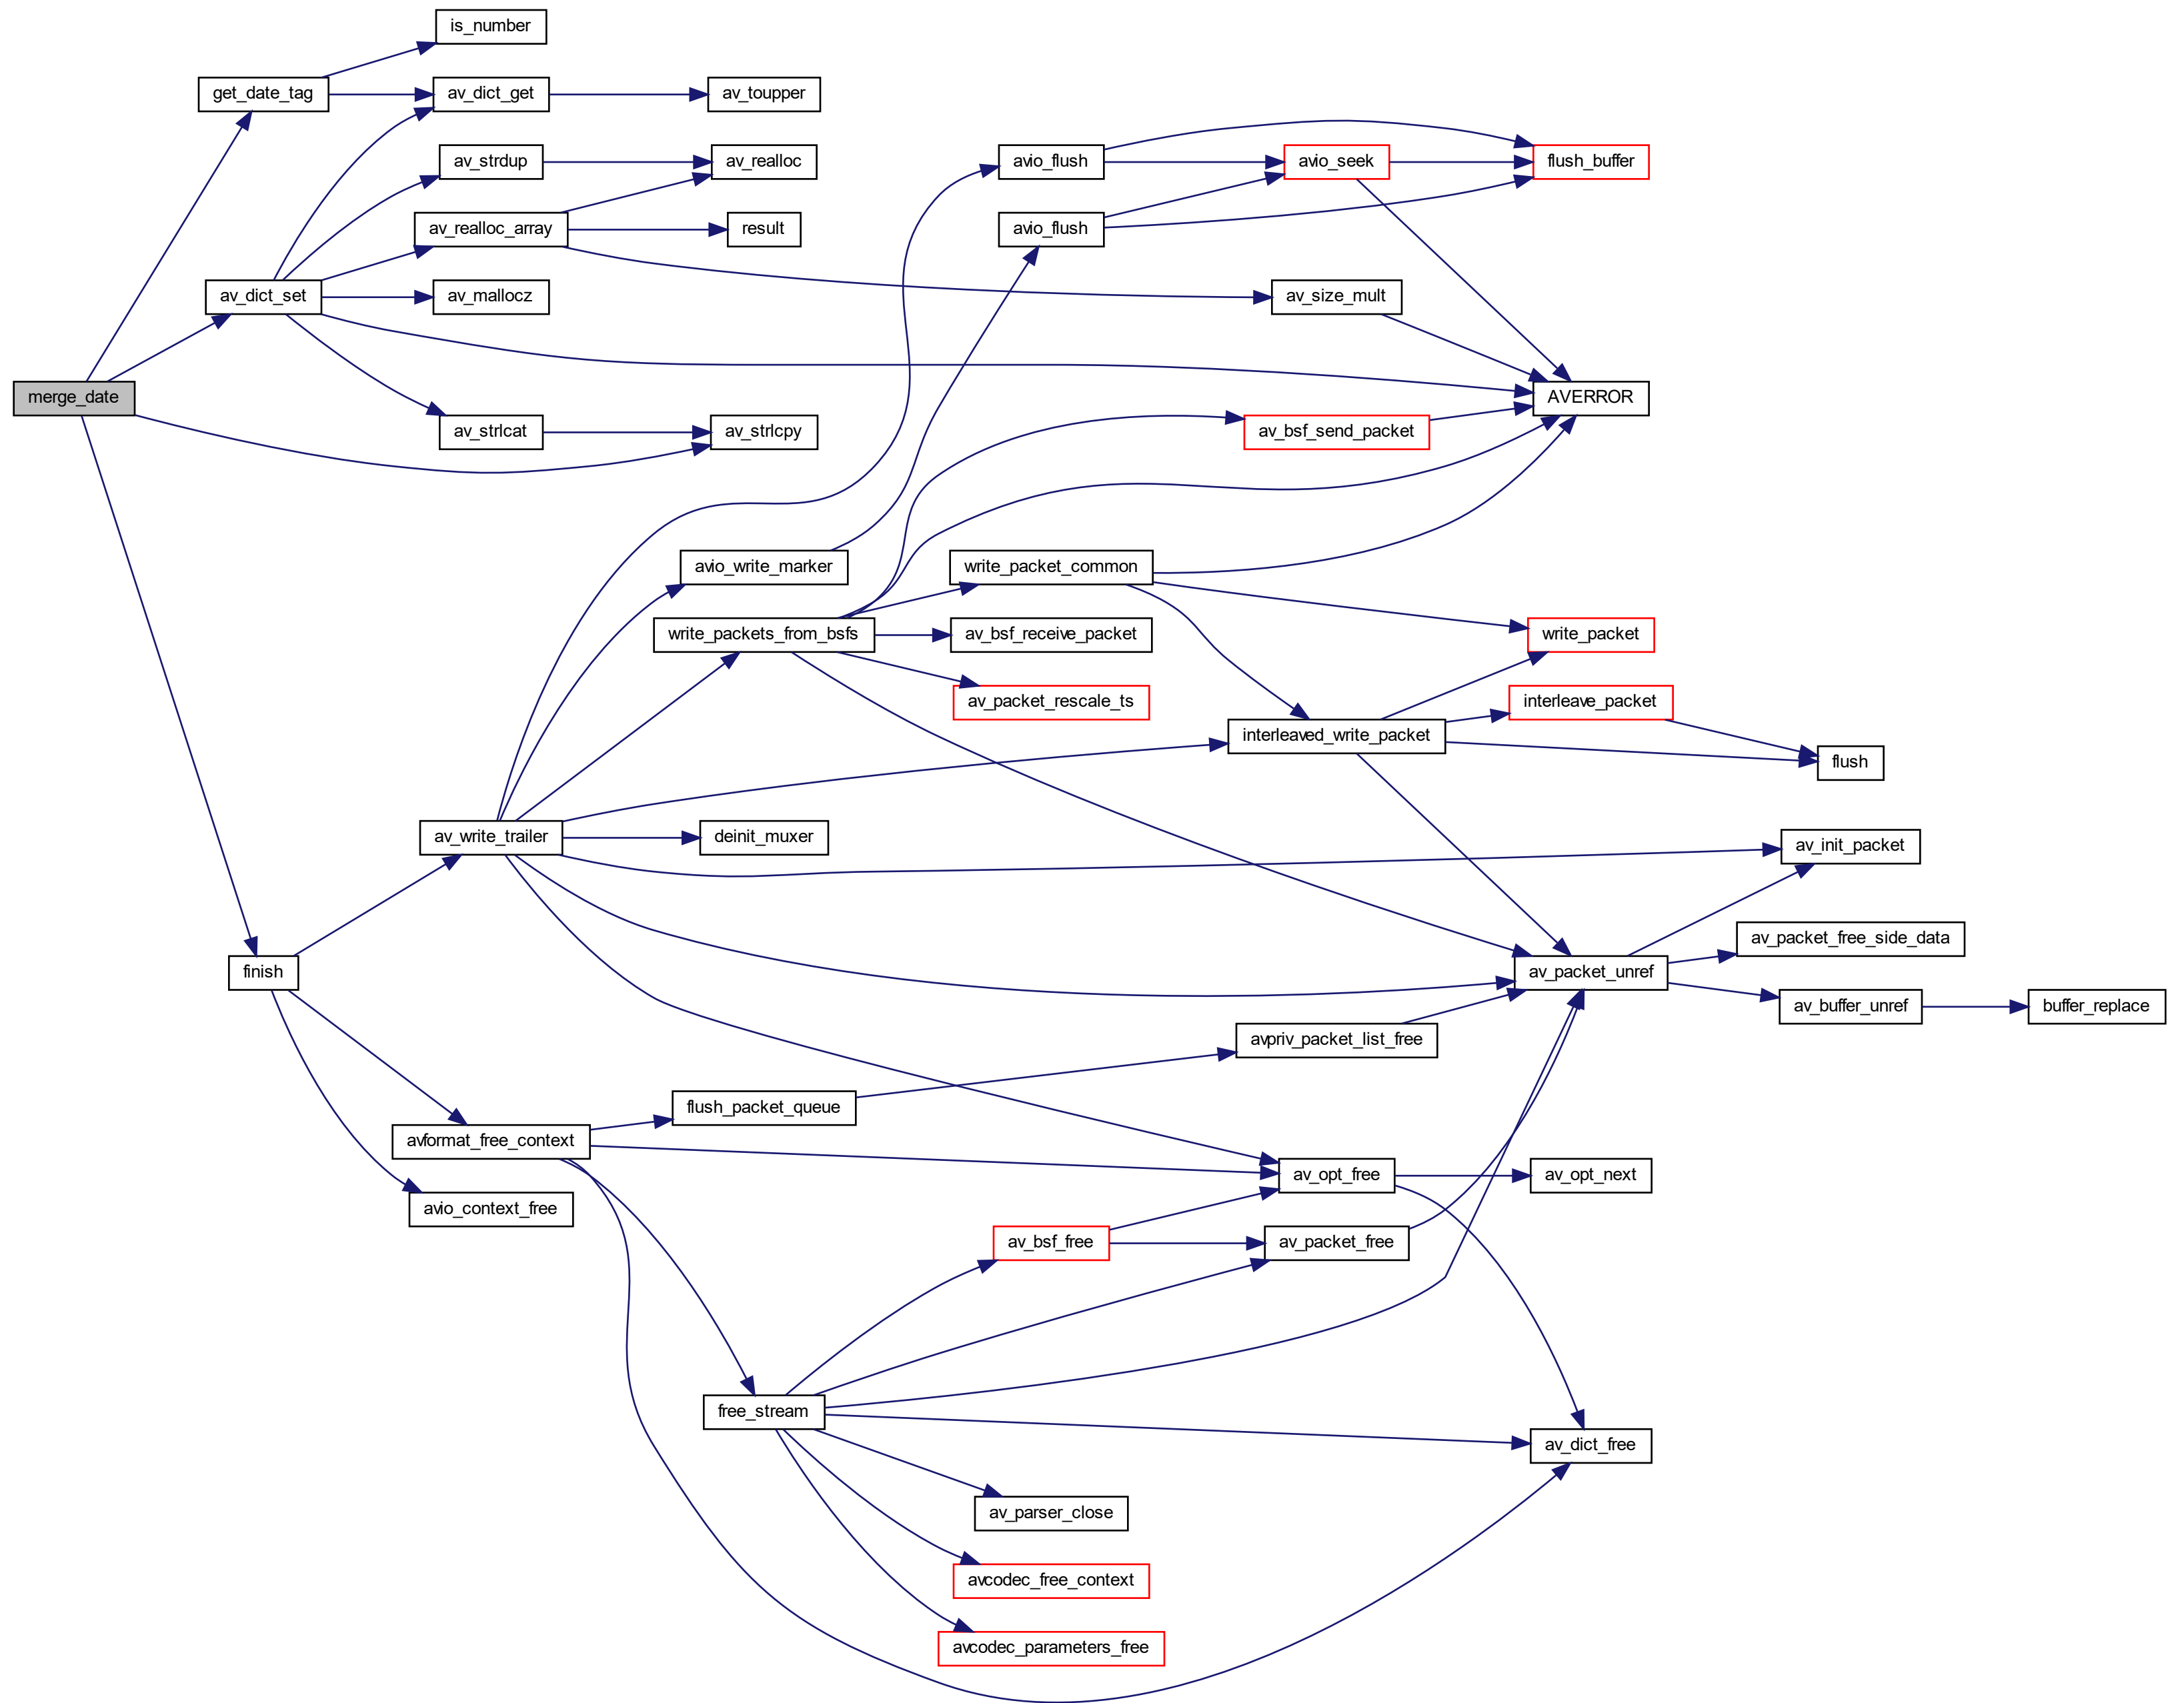 is_number
get_date_tag
av_dict_get
av_toupper
av_strdup
av_realloc
avio_flush
avio_seek
flush_buffer
av_realloc_array
result
avio_flush
av_dict_set
av_mallocz
av_size_mult
merge_date
AVERROR
av_strlcat
av_strlcpy
av_bsf_send_packet
avio_write_marker
write_packet_common
write_packets_from_bsfs
av_bsf_receive_packet
write_packet
av_packet_rescale_ts
interleave_packet
interleaved_write_packet
flush
av_write_trailer
deinit_muxer
av_init_packet
av_packet_free_side_data
finish
av_packet_unref
av_buffer_unref
buffer_replace
avpriv_packet_list_free
flush_packet_queue
avformat_free_context
av_opt_free
av_opt_next
avio_context_free
av_bsf_free
av_packet_free
free_stream
av_dict_free
av_parser_close
avcodec_free_context
avcodec_parameters_free